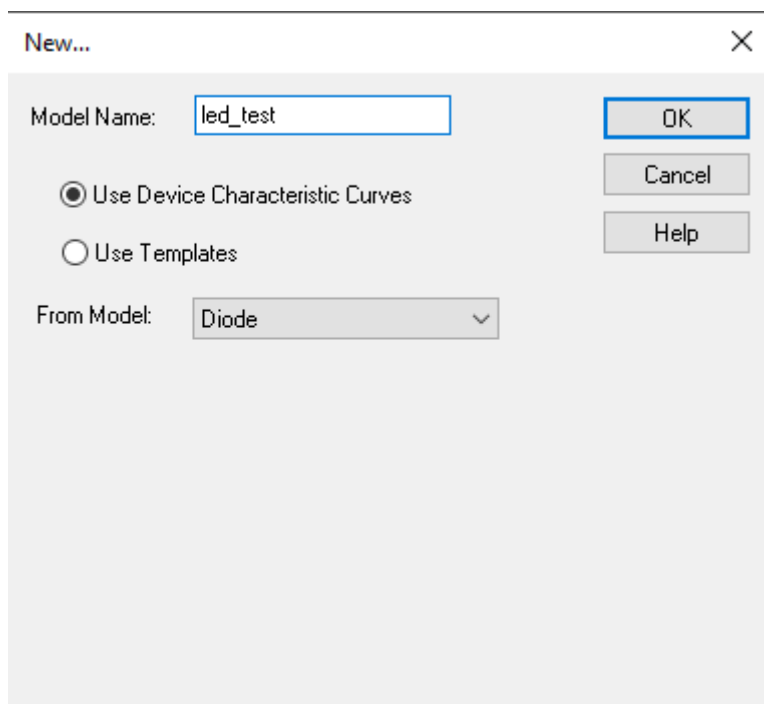 New...
Model Name: led_test
OK
Use Device Characteristic Curves
Cancel
Use Templates
Help
From Model: Diode